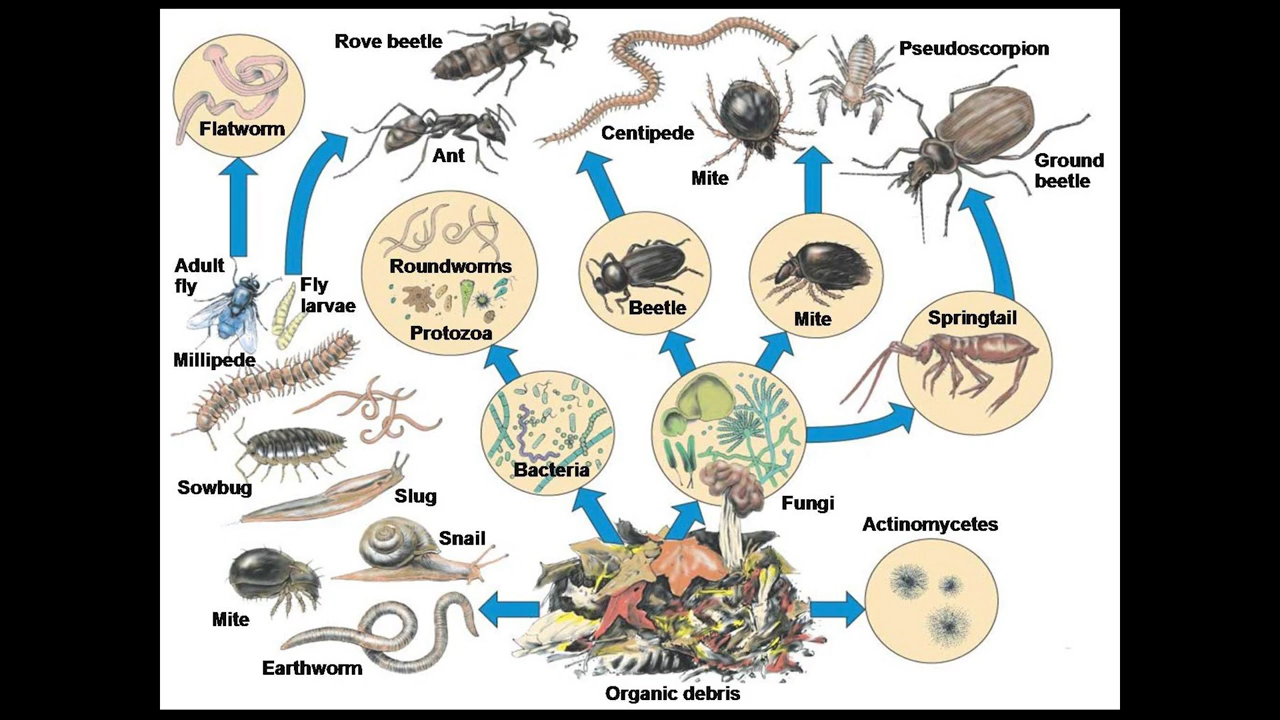 Rove beetle
Pseudoscorpion
Flatworm
Centipede
Ant
Mite
Ground
beetle
Adult
fly
Roundworms
Fly
larvae
Protozoa
Beetle
Mite
Springtail
Millipede
Bacteria
Sowbug
Slug
Fungi
Actinomycetes
Snail
Mite
Earthworm
Organic debris